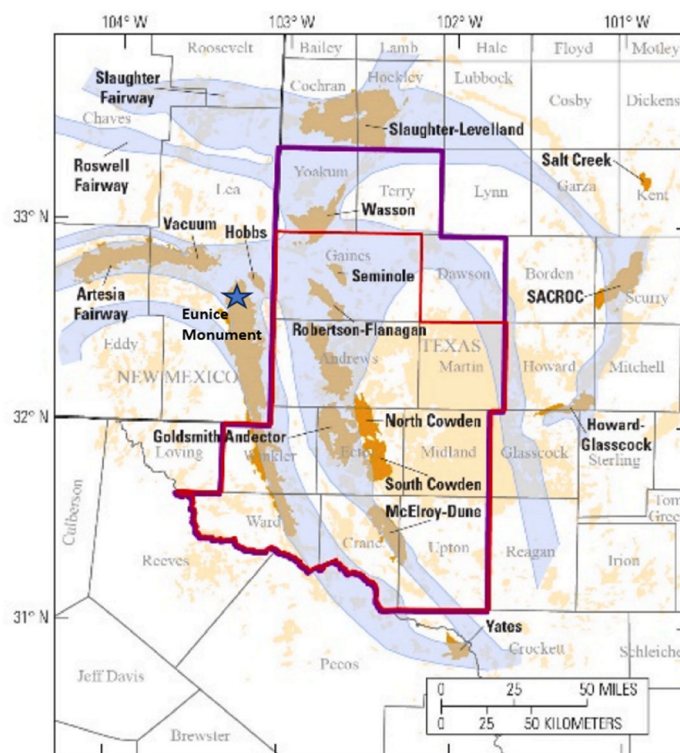 104° W 103° W 102° W 101° W
Roosevelt Bailey Lamb Hale Floyd Motley
Slaughter
Fairway
Cochran Hockley Lubbock
Cosby Dickens
Chaves
Slaughter-Levelland
Roswell
Fairway
Salt Creek
Yoakum Terry Lynn Garza Kent
Lea
33° N
Wasson
Vacuum Hobbs
Gaines Dawson Borden
Seminole
SACROC Scurry
Artesia
Fairway
Eunice
Monument
Robertson-Flanagan
Eddy
Andrews TEXAS
Martin Howard Mitchell
NEW MEXICO
32° N
North Cowden
Howard-
Glasscock
Goldsmith Andector
Loving Winkler Ector Midland Glasscock Sterling
South Cowden
Culberson
McElroy-Dune
Tom
Gree
Ward Crane Upton Reagan Irion
Reeves
31° N
Yates
Crockett Schleiche
Pecos
Jeff Davis
0 25 50 MILES
0 25 50 KILOMETERS
Brewster